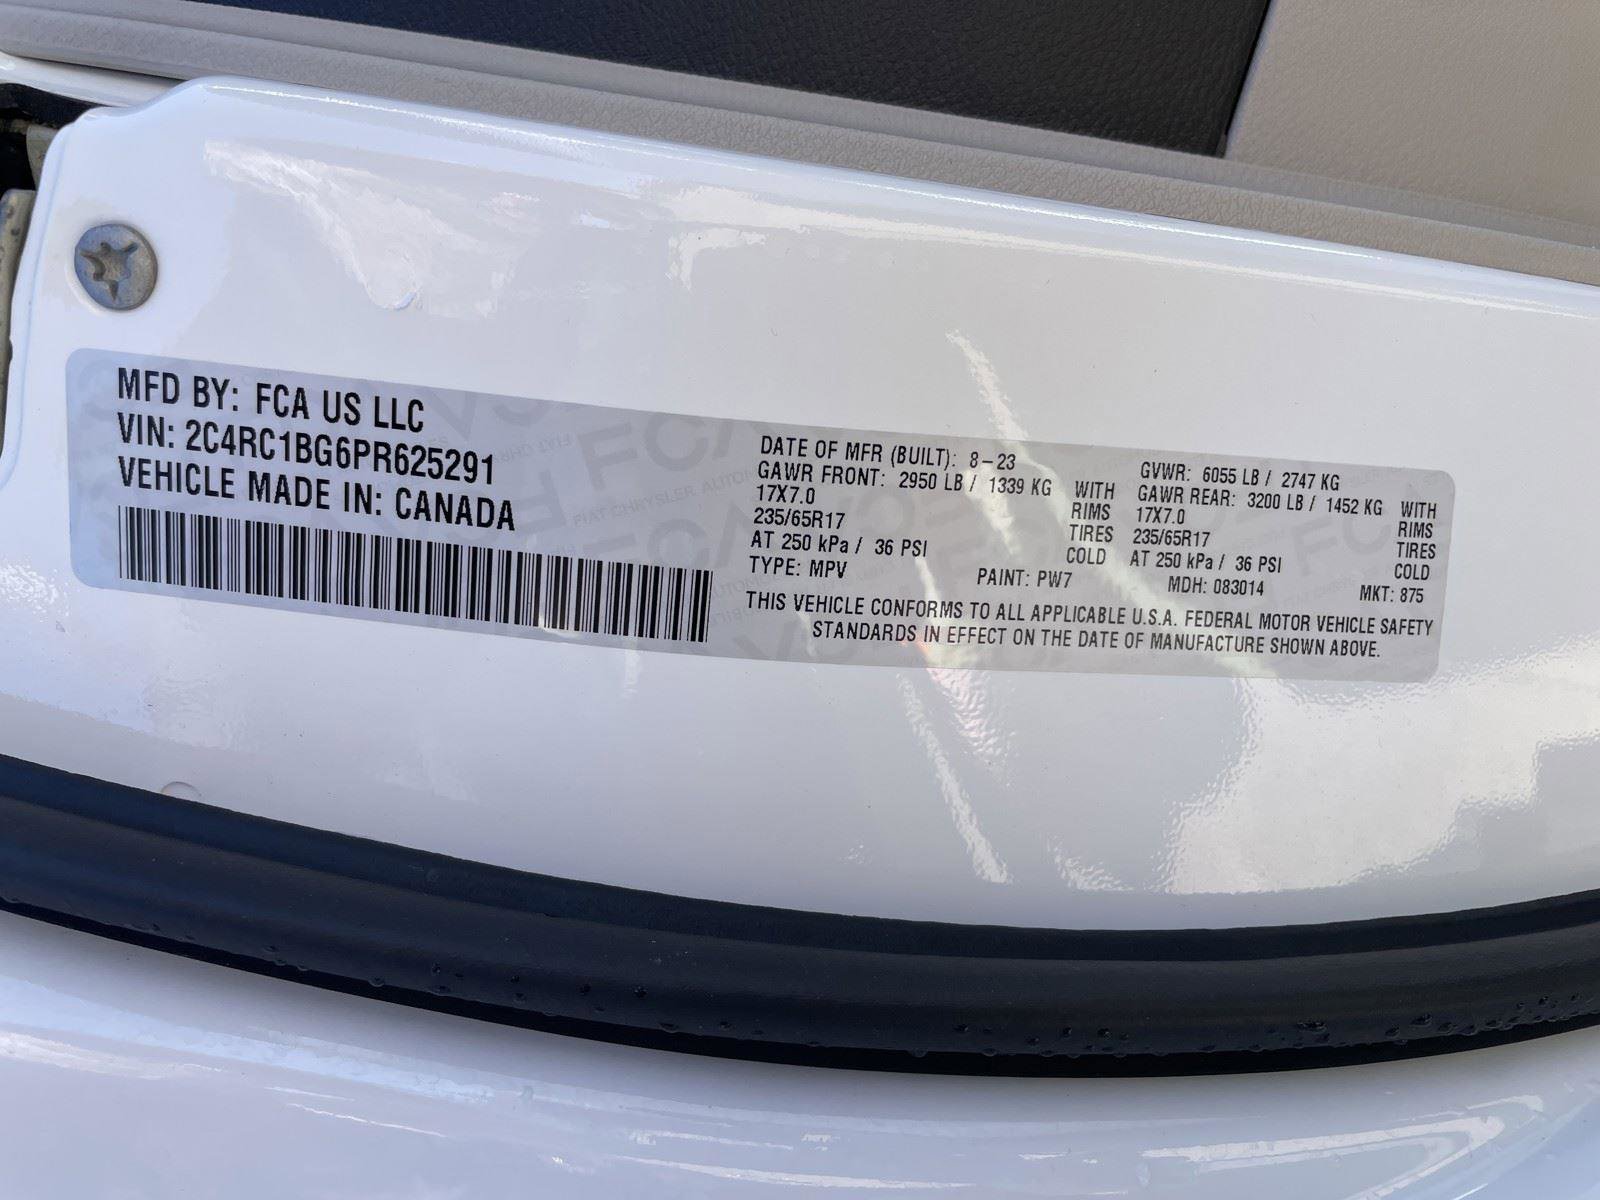 MFD BY: FCA US LLC
VIN: 2C4RC1BG6PR625291
VEHICLE MADE IN: CANADA
DATE OF MFR (BUILT): 8-23
GAWR FRONT: 2950 LB / 1339 KG WITH
17X7.0 RIMS
235/65R17 TIRES
AT 250 kPa / 36 PSI COLD
TYPE: MPV PAINT: PW7
GVWR: 6055 LB / 2747 KG
GAWR REAR: 3200 LB / 1452 KG WITH
17X7.0 RIMS
235/65R17 TIRES
AT 250 kPa / 36 PSI COLD
MDH: 083014 MKT: 875
THIS VEHICLE CONFORMS TO ALL APPLICABLE U.S.A. FEDERAL MOTOR VEHICLE SAFETY
STANDARDS IN EFFECT ON THE DATE OF MANUFACTURE SHOWN ABOVE.